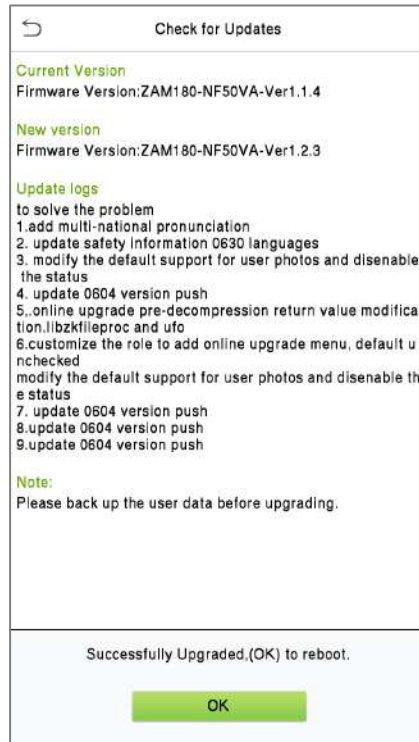 Check for Updates
Current Version
Firmware Version:ZAM180-NF50VA-Ver1.1.4
New version
Firmware Version:ZAM180-NF50VA-Ver1.2.3
Update logs
to solve the problem
1.add multi-national pronunciation
2. update safety information 0630 languages
3. modify the default support for user photos and disenable
the status
4. update 0604 version push
5,.online upgrade pre-decompression return value modifica
tion.libzkfileproc and ufo
6.customize the role to add online upgrade menu, default u
nchecked
modify the default support for user photos and disenable th
e status
7. update 0604 version push
8.update 0604 version push
9.update 0604 version push
Note:
Please back up the user data before upgrading.
Successfully Upgraded,(OK) to reboot.
OK